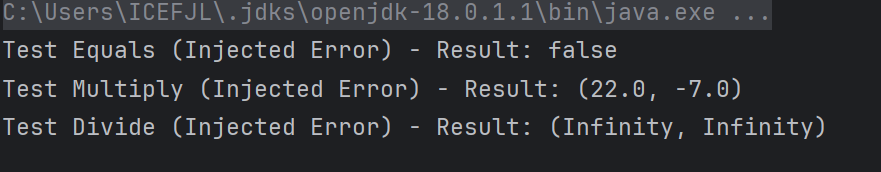 C:\Users\ICEFJL\.jdks\openjdk-18.0.1.1\bin\java.exe ...
Test Equals (Injected Error) - Result: false
Test Multiply (Injected Error) - Result: (22.0, -7.0)
Test Divide (Injected Error) - Result: (Infinity, Infinity)